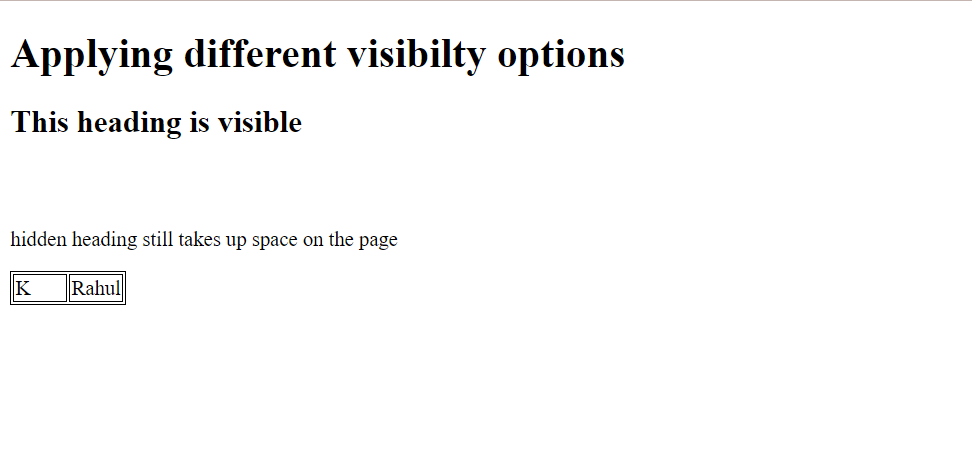 Applying different visibilty options
This heading is visible
hidden heading still takes up space on the page
K Rahul